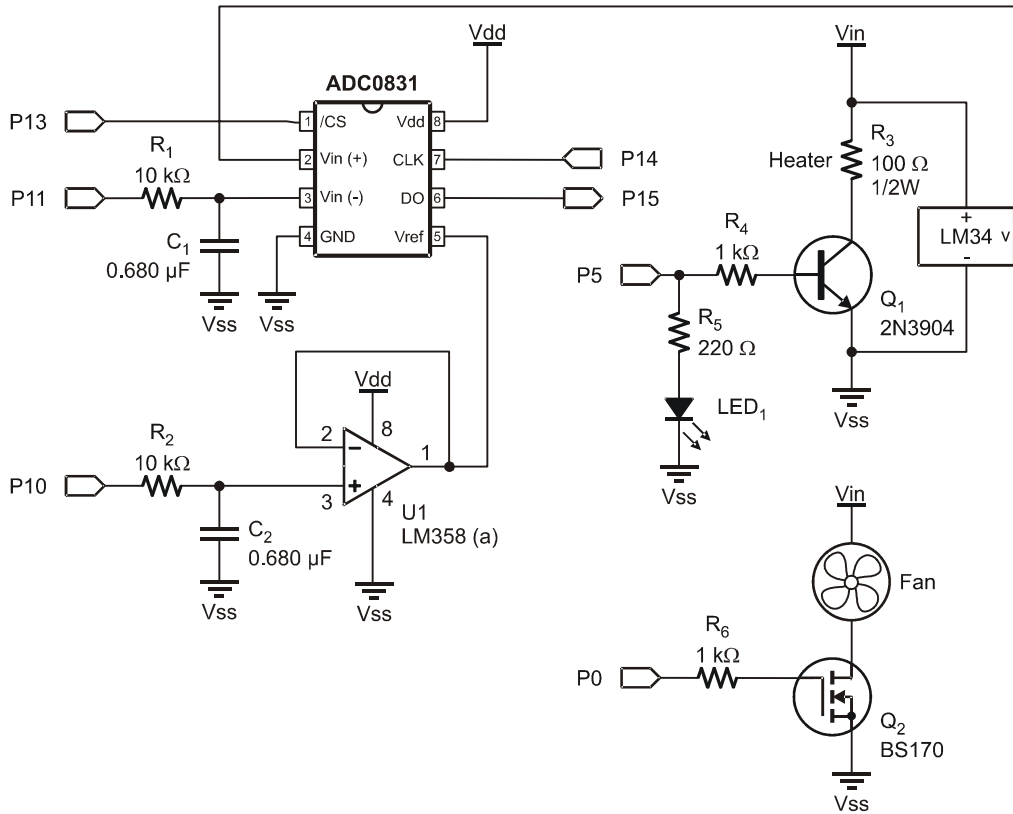 Vdd
Vin
ADC0831
P13
1 /CS Vdd 8
R1
10 kΩ
2 Vin (+) CLK 7
P14
Heater
R3
100 Ω
1/2W
P11
3 Vin (-) DO 6
P15
4 GND Vref 5
+
LM34 V
-
C1
0.680 µF
R4
1 kΩ
P5
Q1
2N3904
Vss
Vss
R5
220 Ω
Vdd
LED1
Vss
2
8
1
R2
10 kΩ
P10
3
4
U1
LM358 (a)
Vss
Vin
C2
0.680 µF
Fan
Vss
Vss
R6
1 kΩ
P0
Q2
BS170
Vss